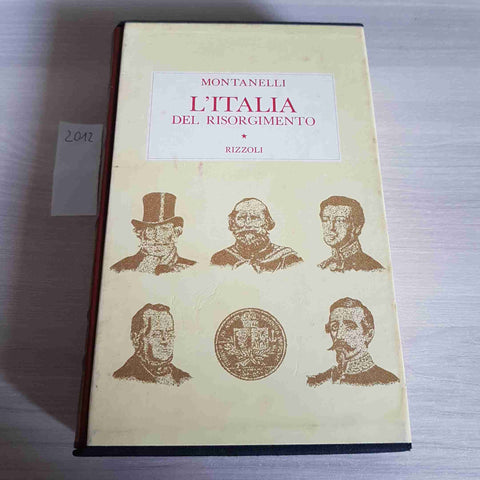 MONTANELLI
L'ITALIA
DEL RISORGIMENTO
★
RIZZOLI
2012